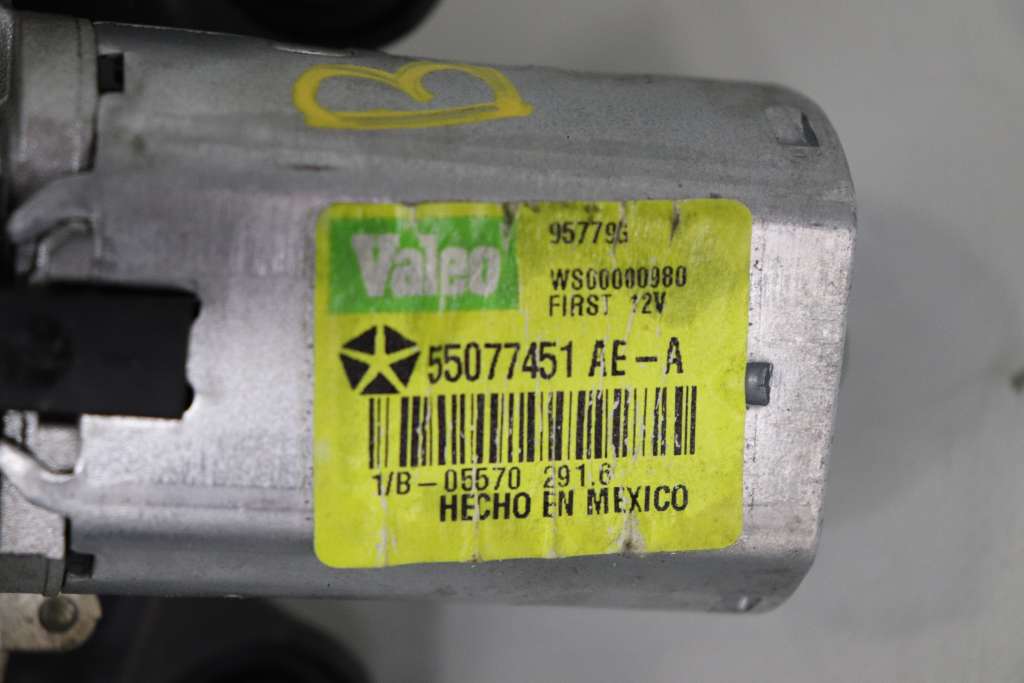 B
Valeo
95779G
WS00000980
FIRST 12V
55077451 AE-A
1/B-05570 291.6
HECHO EN MEXICO